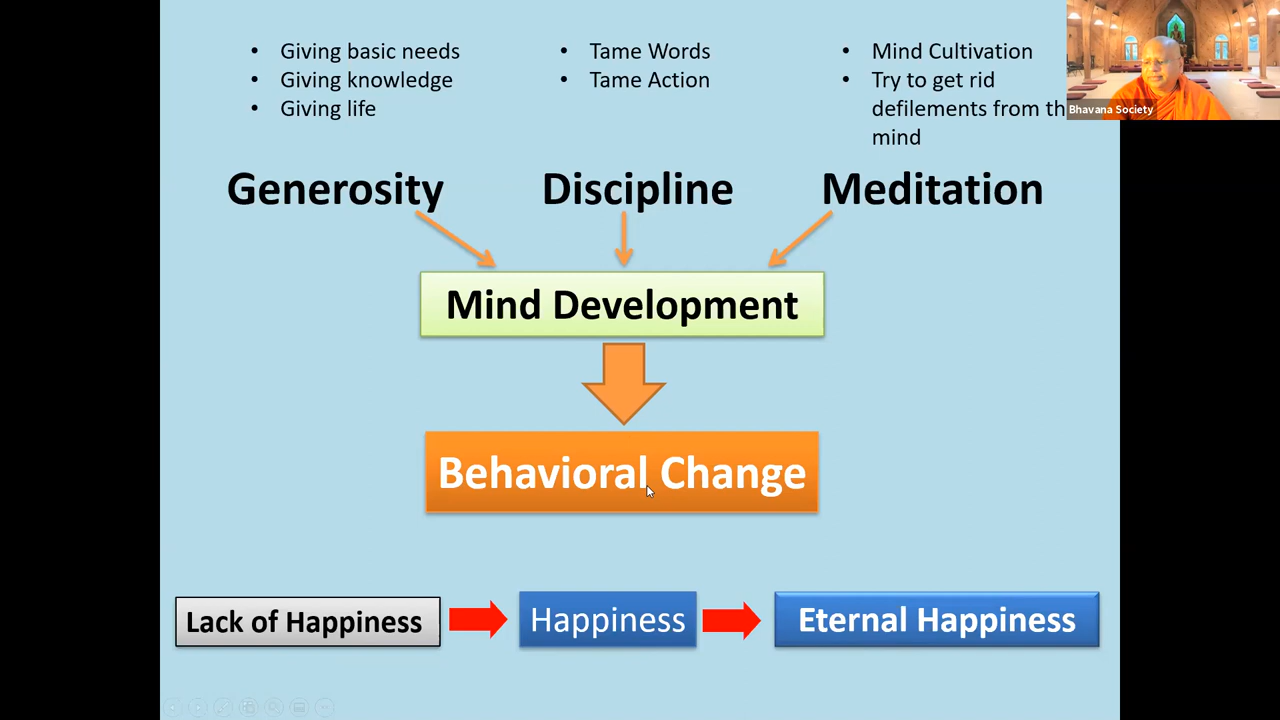 • Giving basic needs
• Giving knowledge
• Giving life
• Tame Words
• Tame Action
• Mind Cultivation
• Try to get rid
defilements from th
mind
Bhavana Society
Generosity
Discipline
Meditation
Mind Development
Behavioral Change
Lack of Happiness
Happiness
Eternal Happiness